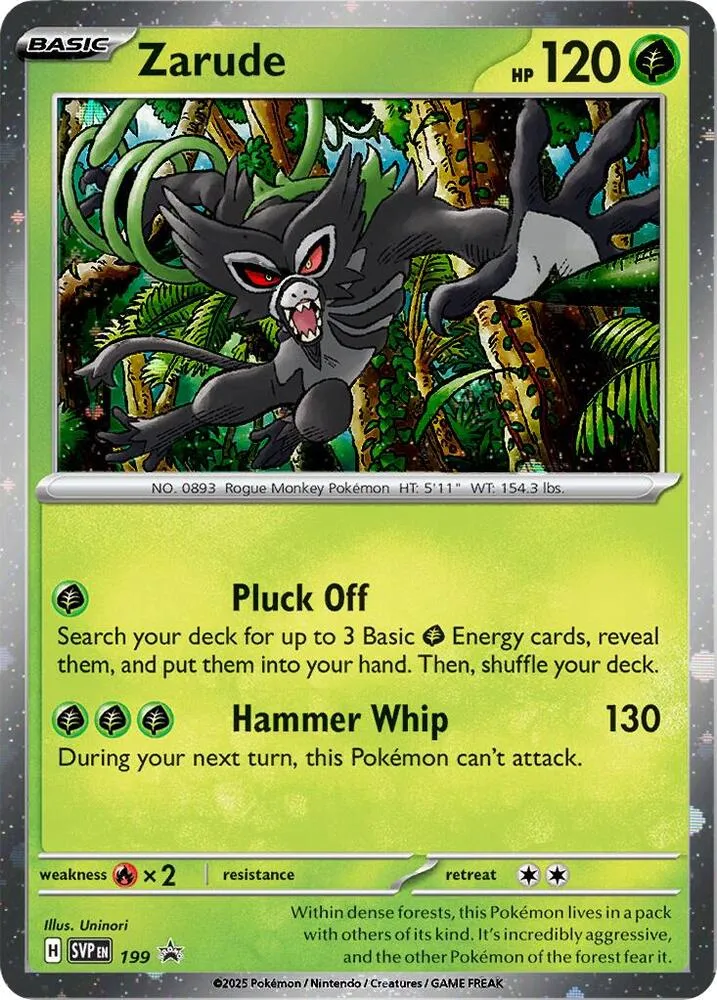 BASIC
Zarude
HP 120
NO. 0893 Rogue Monkey Pokémon HT: 5'11" WT: 154.3 lbs.
Pluck Off
Search your deck for up to 3 Basic Energy cards, reveal
them, and put them into your hand. Then, shuffle your deck.
Hammer Whip 130
During your next turn, this Pokémon can't attack.
weakness ×2 resistance retreat
Illus. Uninori
Within dense forests, this Pokémon lives in a pack
with others of its kind. It's incredibly aggressive,
and the other Pokémon of the forest fear it.
H SVP EN 199
©2025 Pokémon / Nintendo / Creatures / GAME FREAK